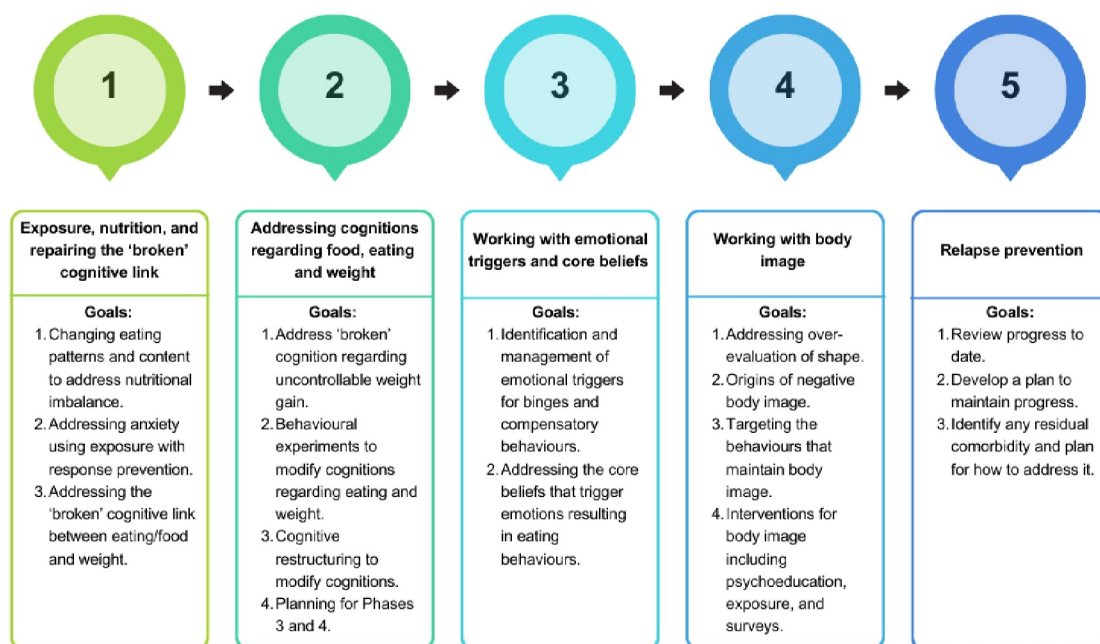 1
2
3
4
5
Exposure, nutrition, and
repairing the ‘broken’
cognitive link
Goals:
1. Changing eating
patterns and content
to address nutritional
imbalance.
2. Addressing anxiety
using exposure with
response prevention.
3. Addressing the
‘broken’ cognitive link
between eating/food
and weight.
Addressing cognitions
regarding food, eating
and weight
Goals:
1. Address ‘broken’
cognition regarding
uncontrollable weight
gain.
2. Behavioural
experiments to
modify cognitions
regarding eating and
weight.
3. Cognitive
restructuring to
modify cognitions.
4. Planning for Phases
3 and 4.
Working with emotional
triggers and core beliefs
Goals:
1. Identification and
management of
emotional triggers
for binges and
compensatory
behaviours.
2. Addressing the core
beliefs that trigger
emotions resulting
in eating
behaviours.
Working with body
image
Goals:
1. Addressing over-
evaluation of shape.
2. Origins of negative
body image.
3. Targeting the
behaviours that
maintain body
image.
4. Interventions for
body image
including
psychoeducation,
exposure, and
surveys.
Relapse prevention
Goals:
1. Review progress to
date.
2. Develop a plan to
maintain progress.
3. Identify any residual
comorbidity and plan
for how to address it.